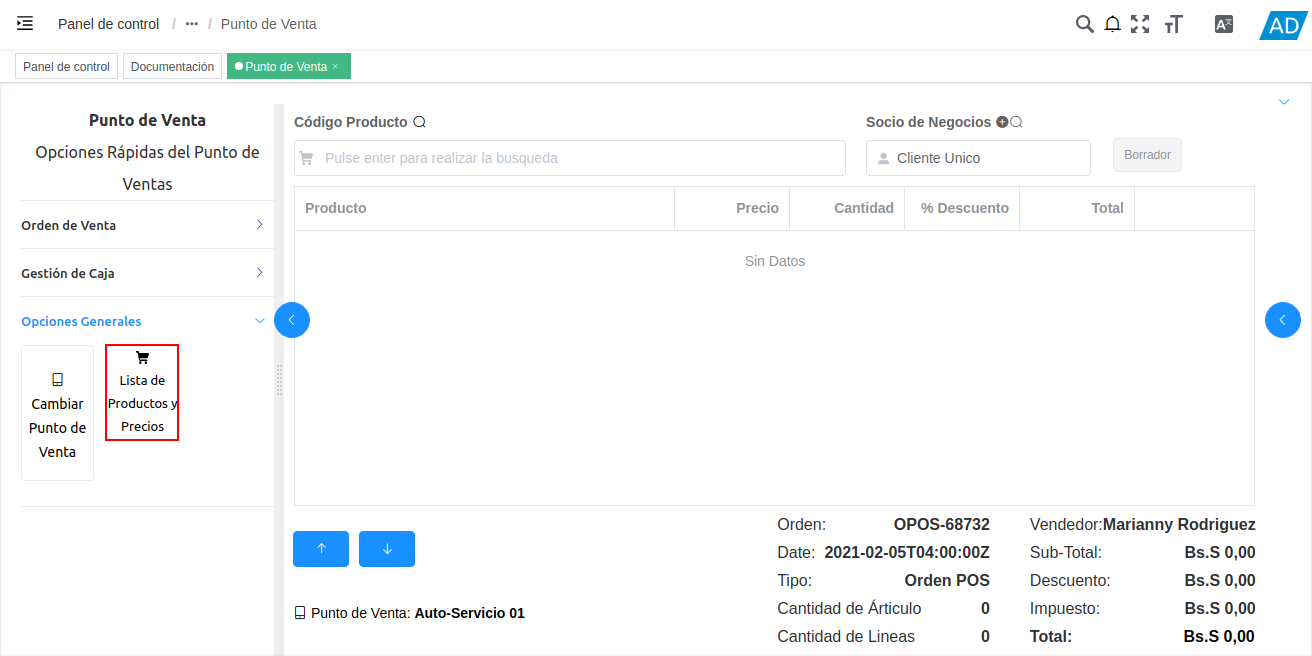 Panel de control / ••• / Punto de Venta
AD
Panel de control
Documentación
Punto de Venta ×
Punto de Venta
Opciones Rápidas del Punto de
Ventas
Orden de Venta
Gestión de Caja
Opciones Generales
Cambiar
Punto de
Venta
Lista de
Productos y
Precios
Código Producto
Pulse enter para realizar la busqueda
Socio de Negocios
Cliente Unico
Borrador
Producto Precio Cantidad % Descuento Total
Sin Datos
Punto de Venta: Auto-Servicio 01
Orden: OPOS-68732
Date: 2021-02-05T04:00:00Z
Tipo: Orden POS
Cantidad de Árticulo 0
Cantidad de Lineas 0
Vendedor:Marianny Rodriguez
Sub-Total: Bs.S 0,00
Descuento: Bs.S 0,00
Impuesto: Bs.S 0,00
Total: Bs.S 0,00